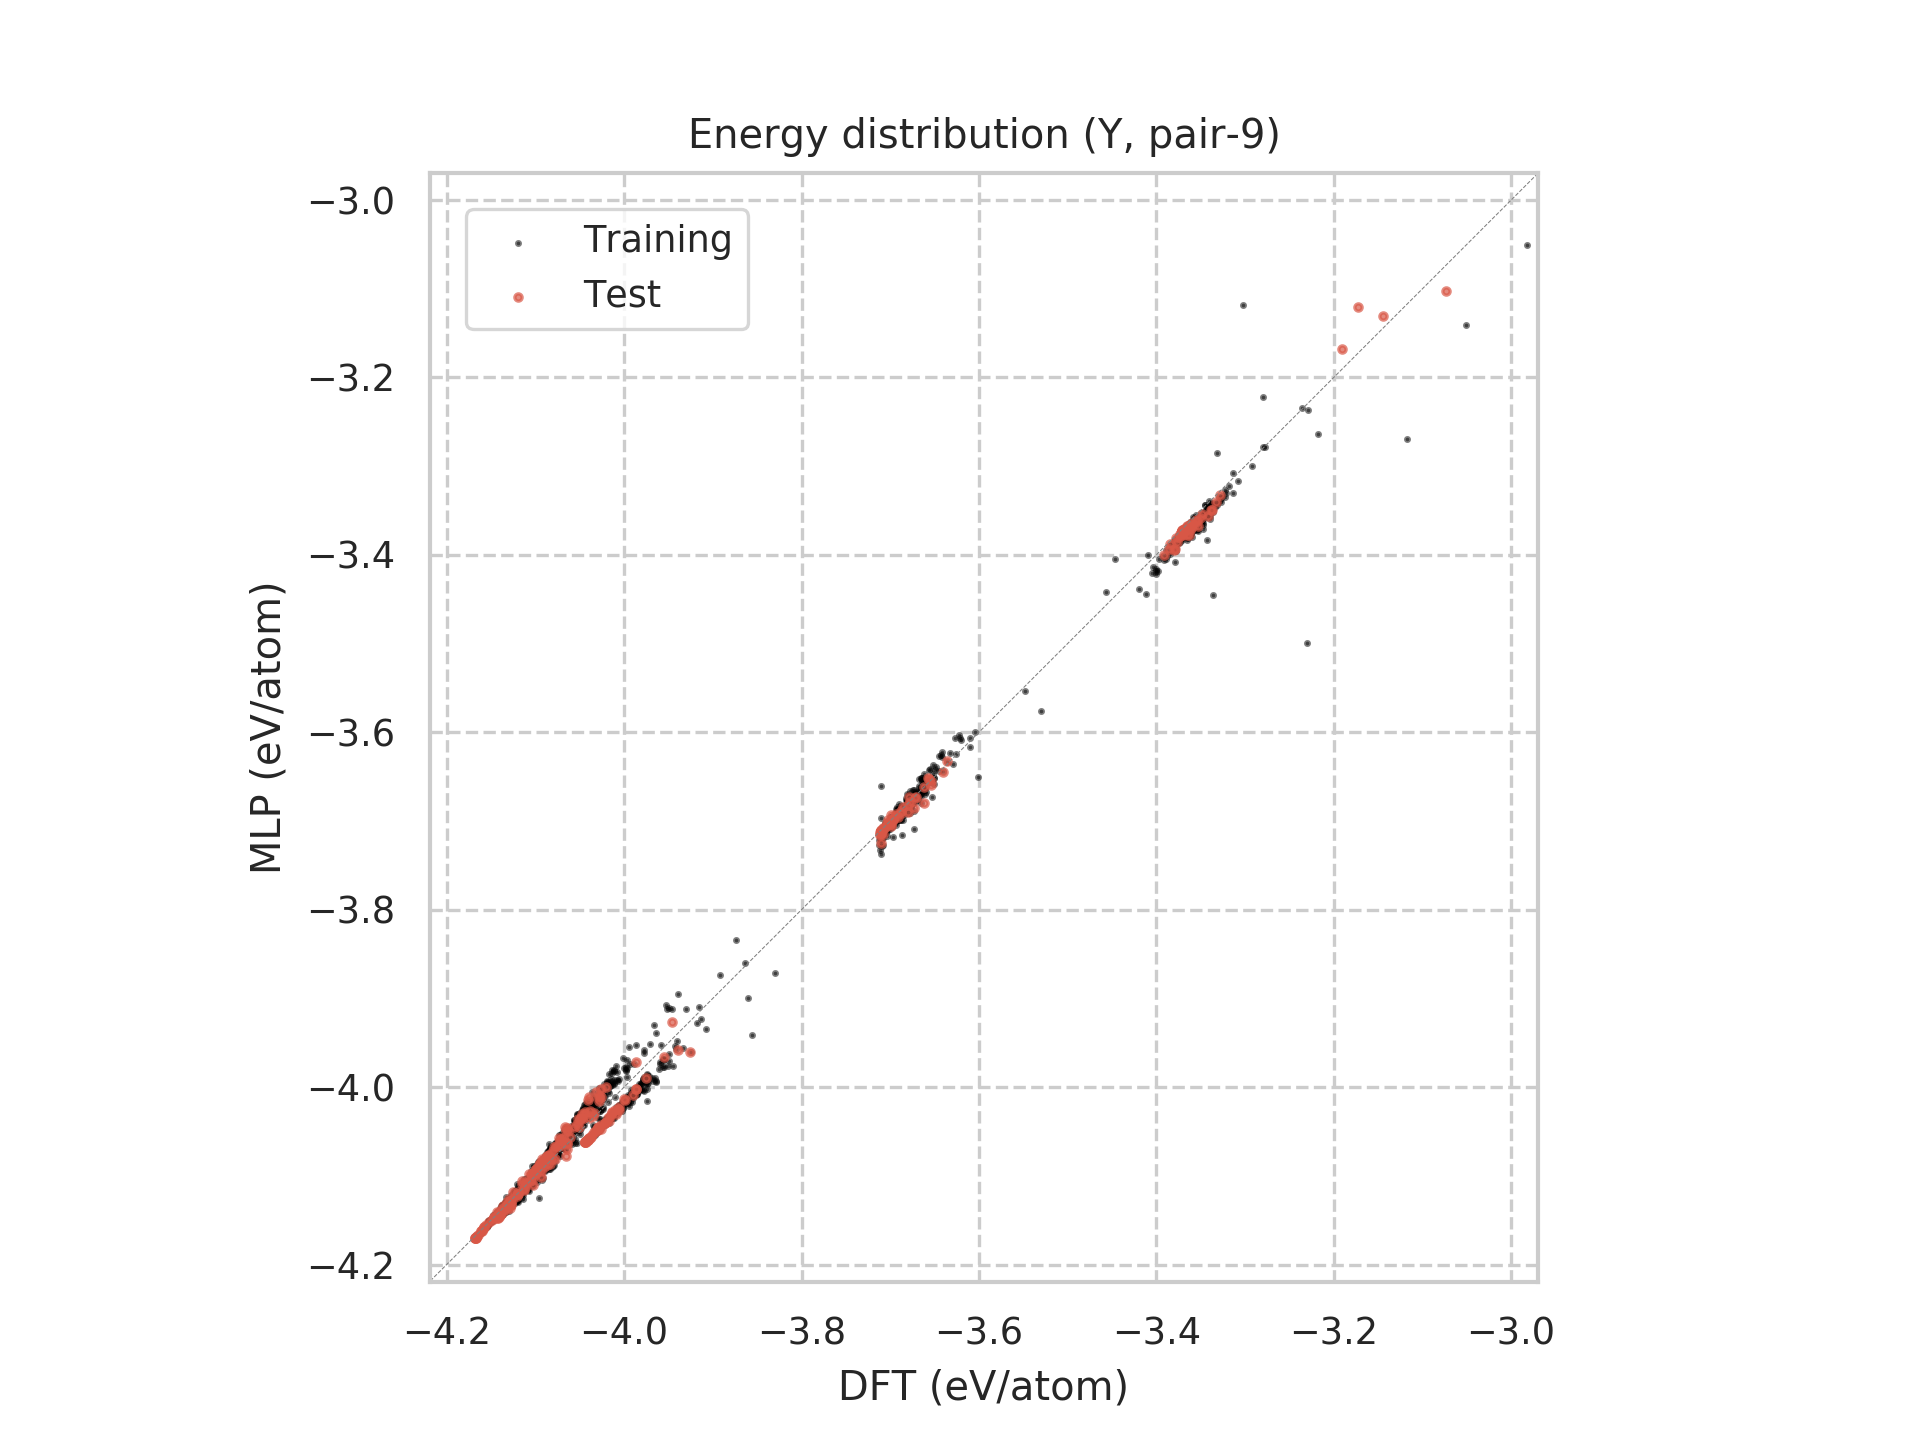 Energy distribution (Y, pair-9)
Training
Test
−3.0
−3.2
−3.4
−3.6
−3.8
−4.0
−4.2
MLP (eV/atom)
−4.2 −4.0 −3.8 −3.6 −3.4 −3.2 −3.0
DFT (eV/atom)